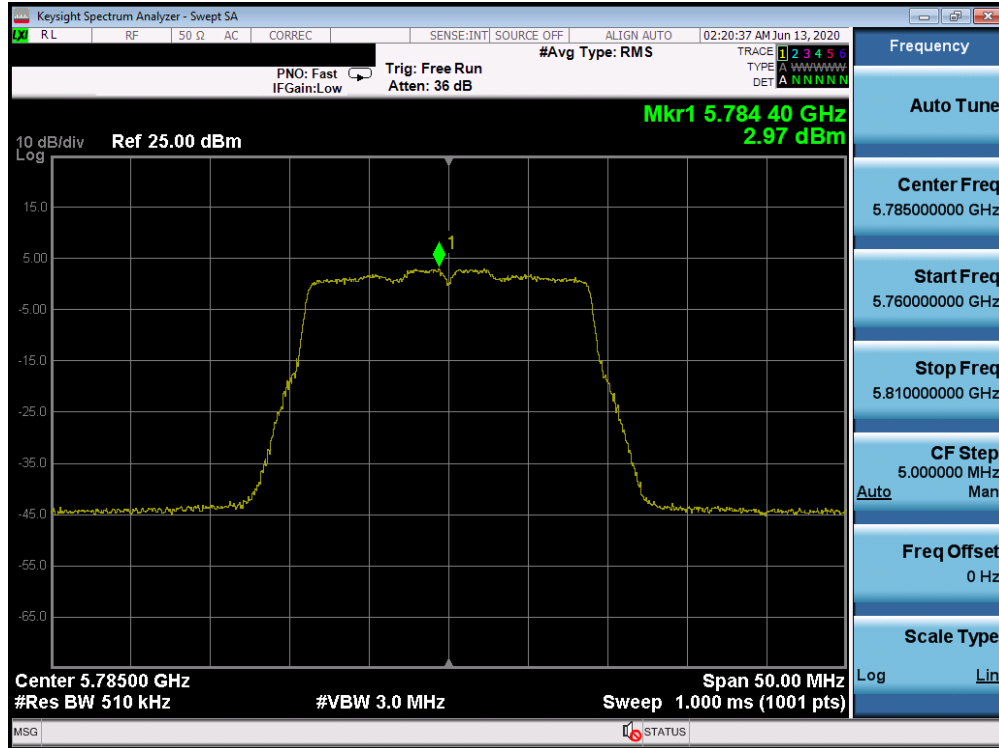 Keysight Spectrum Analyzer - Swept SA
LXI RL RF 50 Ω AC CORREC SENSE:INT SOURCE OFF ALIGN AUTO 02:20:37 AM Jun 13, 2020
#Avg Type: RMS
TRACE 1 2 3 4 5 6
TYPE A WWWWW
DET A N N N N N
PNO: Fast
IFGain:Low
Trig: Free Run
Atten: 36 dB
Mkr1 5.784 40 GHz
2.97 dBm
10 dB/div
Log
Ref 25.00 dBm
15.0
5.00
-5.00
-15.0
-25.0
-35.0
-45.0
-55.0
-65.0
1
Center 5.78500 GHz
#Res BW 510 kHz
#VBW 3.0 MHz
Span 50.00 MHz
Sweep 1.000 ms (1001 pts)
MSG
STATUS
Frequency
Auto Tune
Center Freq
5.785000000 GHz
Start Freq
5.760000000 GHz
Stop Freq
5.810000000 GHz
CF Step
5.000000 MHz
Auto Man
Freq Offset
0 Hz
Scale Type
Log Lin